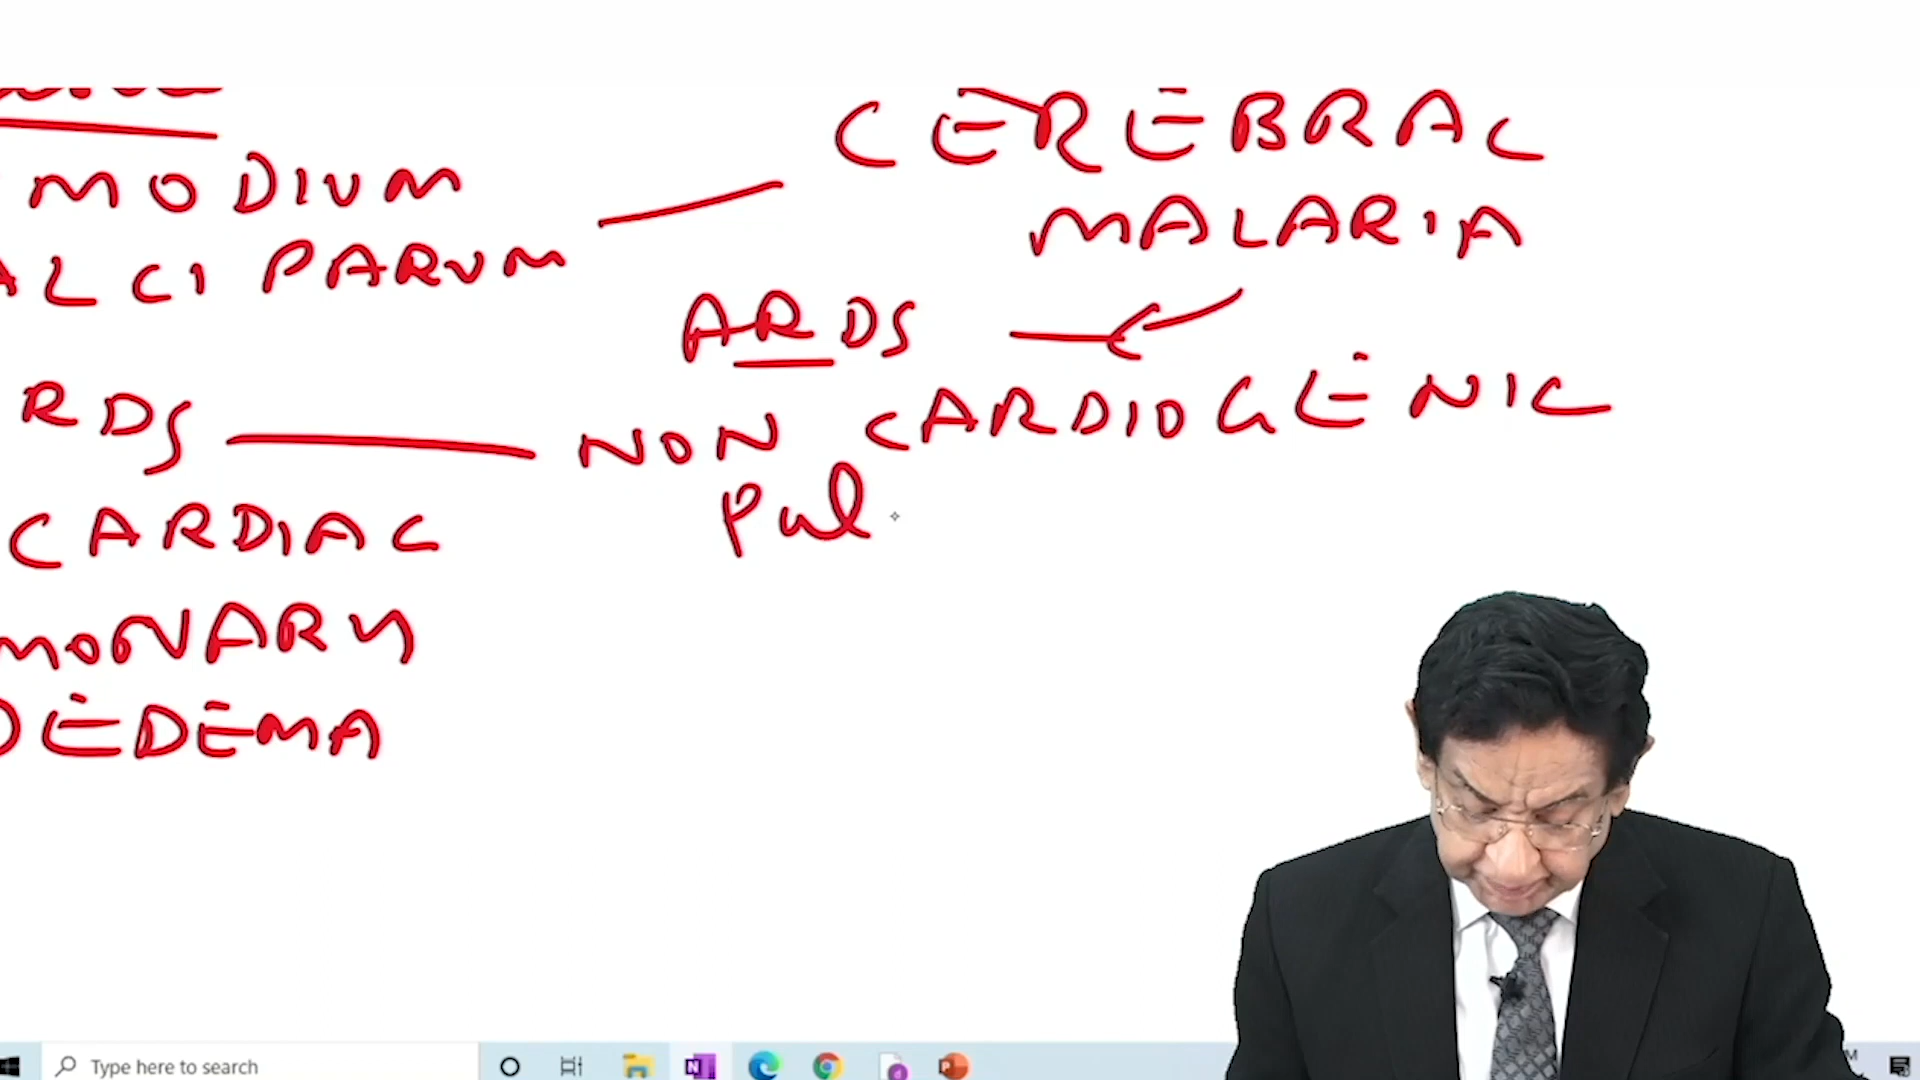 CEREBRAL
MODIUM
MALARIA
ALCIPARUM
ARDS
RDS NON CARDIOGENIC
Pul
CARDIAC
MONARY
OEDEMA
Type here to search